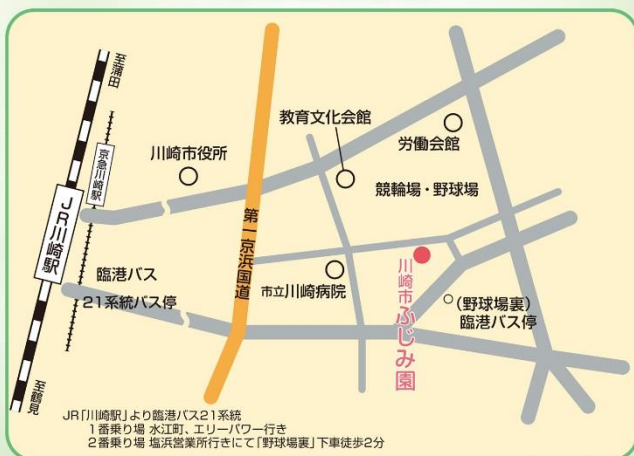 至蒲田
京急川崎駅
JR川崎駅
至鶴見
川崎市役所
第一京浜国道
教育文化会館
労働会館
競輪場・野球場
臨港バス
21系統バス停
市立川崎病院
川崎市ふじみ園
(野球場裏)
臨港バス停
JR「川崎駅」より臨港バス21系統
1番乗り場 水江町、エリーパワー行き
2番乗り場 塩浜営業所行きにて「野球場裏」下車徒歩2分